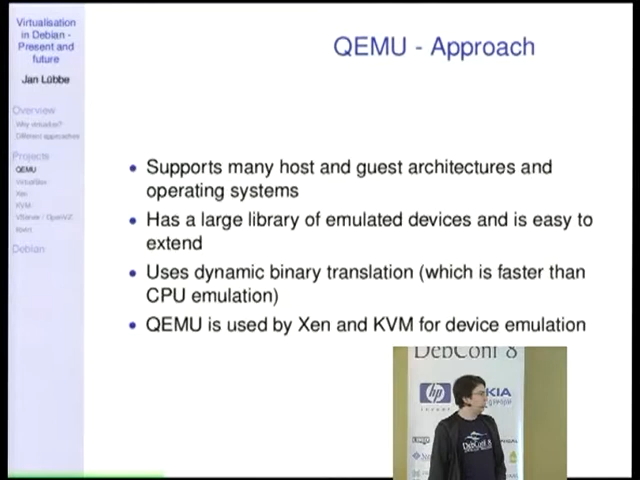 Virtualisation
in Debian -
Present and
future
Jan Lübbe
Overview
Why virtualise?
Different approaches
Projects
QEMU
VirtualBox
Xen
KVM
VServer / OpenVZ
Debian
QEMU - Approach
Supports many host and guest architectures and
operating systems
Has a large library of emulated devices and is easy to
extend
Uses dynamic binary translation (which is faster than
CPU emulation)
QEMU is used by Xen and KVM for device emulation
DebConf 8
hp
invent
DebConf 8